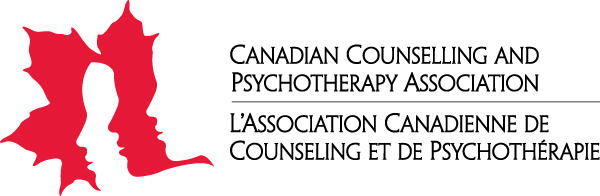 CANADIAN COUNSELLING AND
PSYCHOTHERAPY ASSOCIATION
L'ASSOCIATION CANADIENNE DE
COUNSELING ET DE PSYCHOTHÉRAPIE